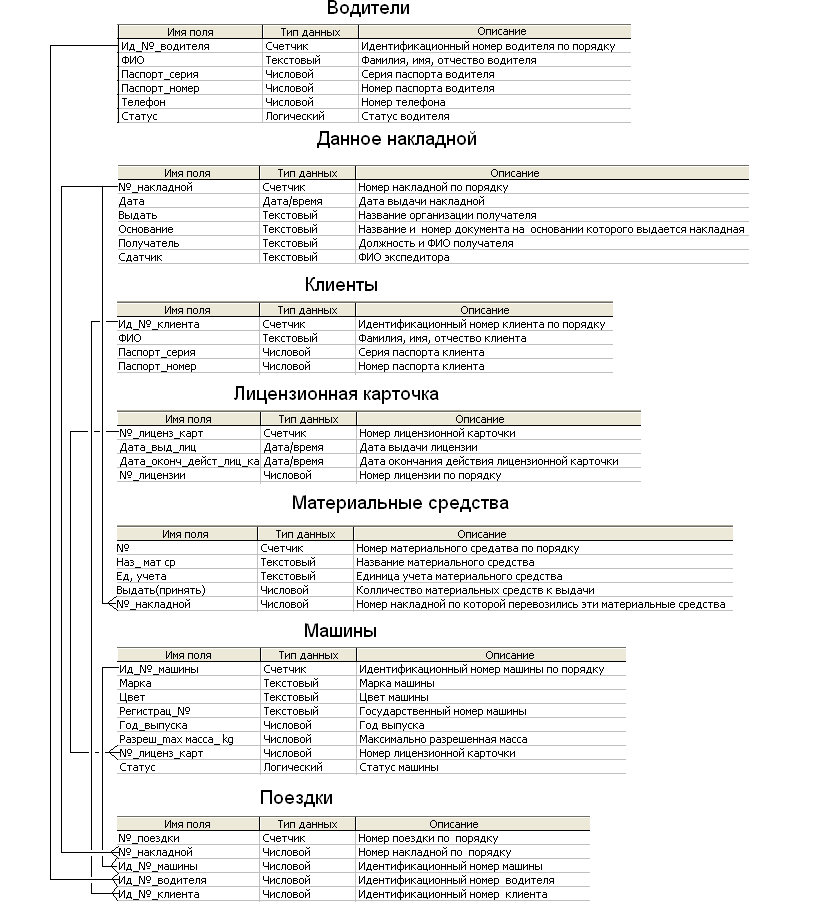 Водители
Имя поля Тип данных Описание
Ид_№_водителя Счетчик Идентификационный номер водителя по порядку
ФИО Текстовый Фамилия, имя, отчество водителя
Паспорт_серия Числовой Серия паспорта водителя
Паспорт_номер Числовой Номер паспорта водителя
Телефон Числовой Номер телефона
Статус Логический Статус водителя
Данное накладной
Имя поля Тип данных Описание
№_накладной Счетчик Номер накладной по порядку
Дата Дата/время Дата выдачи накладной
Выдать Текстовый Название организации получателя
Основание Текстовый Название и номер документа на основании которого выдается накладная
Получатель Текстовый Должность и ФИО получателя
Сдатчик Текстовый ФИО экспедитора
Клиенты
Имя поля Тип данных Описание
Ид_№_клиента Счетчик Идентификационный номер клиента по порядку
ФИО Текстовый Фамилия, имя, отчество клиента
Паспорт_серия Числовой Серия паспорта клиента
Паспорт_номер Числовой Номер паспорта клиента
Лицензионная карточка
Имя поля Тип данных Описание
№_лиценз_карт Счетчик Номер лицензионной карточки
Дата_выд_лиц Дата/время Дата выдачи лицензии
Дата_оконч_дейст_лиц_ка Дата/время Дата окончания действия лицензионной карточки
№_лицензии Числовой Номер лицензии по порядку
Материальные средства
Имя поля Тип данных Описание
№ Счетчик Номер материального средатва по порядку
Наз_ мат ср Текстовый Название материального средства
Ед, учета Текстовый Единица учета материального средства
Выдать(принять) Числовой Колличество материальных средств к выдачи
№_накладной Числовой Номер накладной по которой перевозились эти материальные средства
Машины
Имя поля Тип данных Описание
Ид_№_машины Счетчик Идентификационный номер машины по порядку
Марка Текстовый Марка машины
Цвет Текстовый Цвет машины
Регистрац_№ Текстовый Государственный номер машины
Год_выпуска Числовой Год выпуска
Разреш_max масса_ kg Числовой Максимально разрешенная масса
№_лиценз_карт Числовой Номер лицензионной карточки
Статус Логический Статус машины
Поездки
Имя поля Тип данных Описание
№_поездки Счетчик Номер поездки по порядку
№_накладной Числовой Номер накладной по порядку
Ид_№_машины Числовой Идентификационный номер машины
Ид_№_водителя Числовой Идентификационный номер водителя
Ид_№_клиента Числовой Идентификационный номер клиента